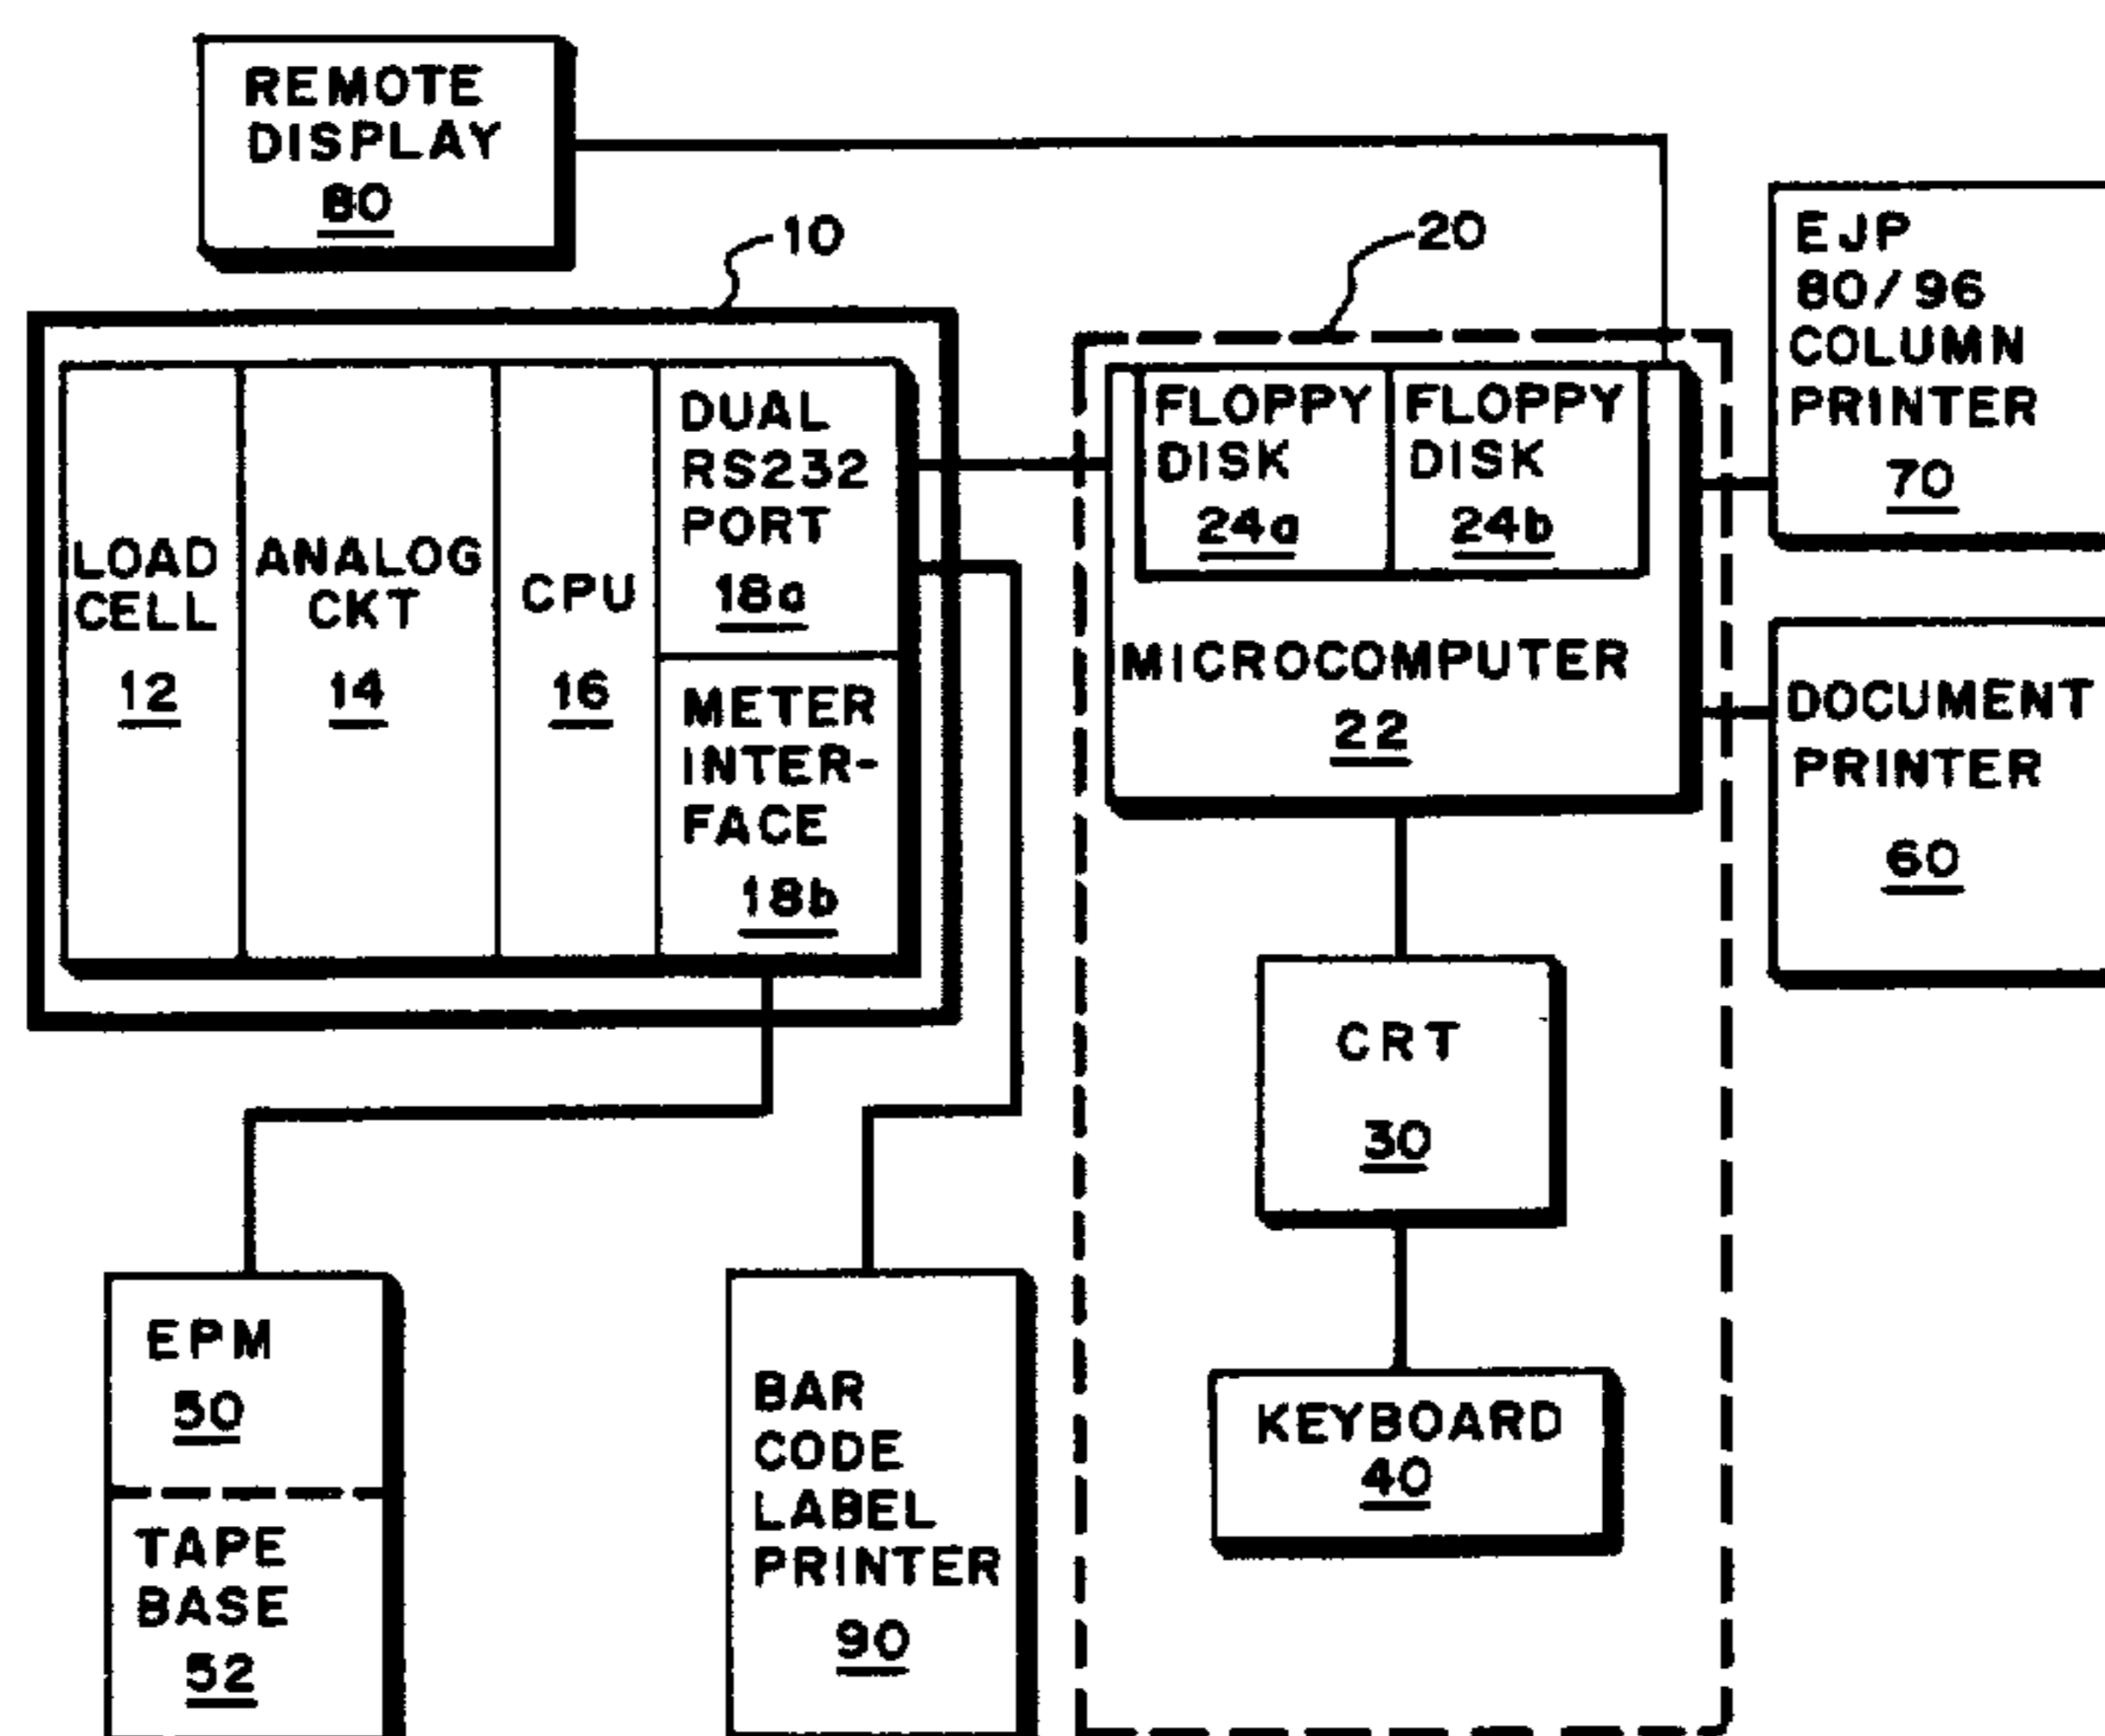 REMOTE
DISPLAY
80
10
20
EJP
80/96
COLUMN
PRINTER
70
LOAD
CELL
12
ANALOG
CKT
14
CPU
16
DUAL
RS232
PORT
18a
METER
INTER-
FACE
18b
FLOPPY
DISK
24a
FLOPPY
DISK
24b
MICROCOMPUTER
22
DOCUMENT
PRINTER
60
CRT
30
KEYBOARD
40
EPM
50
TAPE
BASE
52
BAR
CODE
LABEL
PRINTER
90